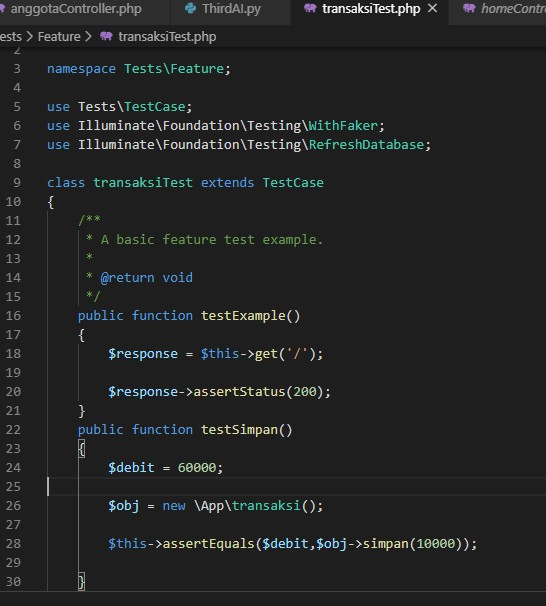 anggotaController.php ThirdAI.py transaksiTest.php homeContro
ests > Feature > transaksiTest.php
2
3 namespace Tests\Feature;
4
5 use Tests\TestCase;
6 use Illuminate\Foundation\Testing\WithFaker;
7 use Illuminate\Foundation\Testing\RefreshDatabase;
8
9 class transaksiTest extends TestCase
10 {
11 /**
12 * A basic feature test example.
13 *
14 * @return void
15 */
16 public function testExample()
17 {
18 $response = $this->get('/');
19
20 $response->assertStatus(200);
21 }
22 public function testSimpan()
23 {
24 $debit = 60000;
25
26 $obj = new \App\transaksi();
27
28 $this->assertEquals($debit,$obj->simpan(10000));
29
30 }